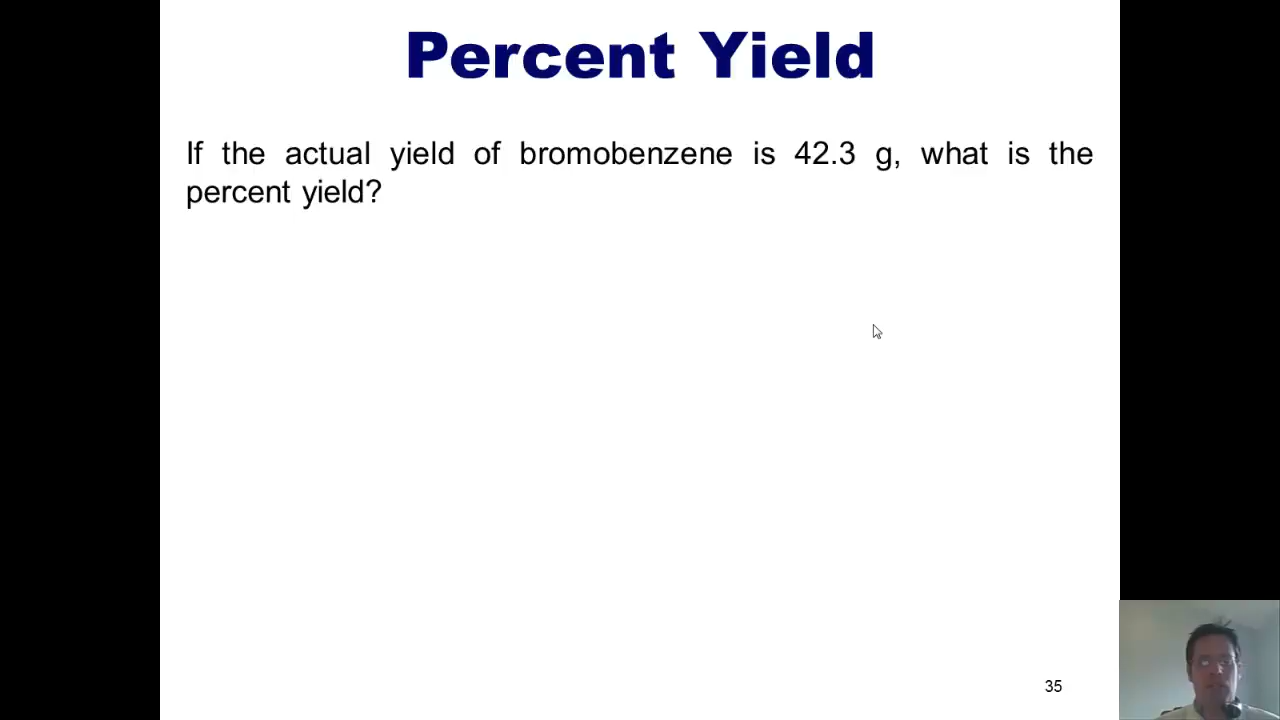 Percent Yield
If the actual yield of bromobenzene is 42.3 g, what is the
percent yield?
35